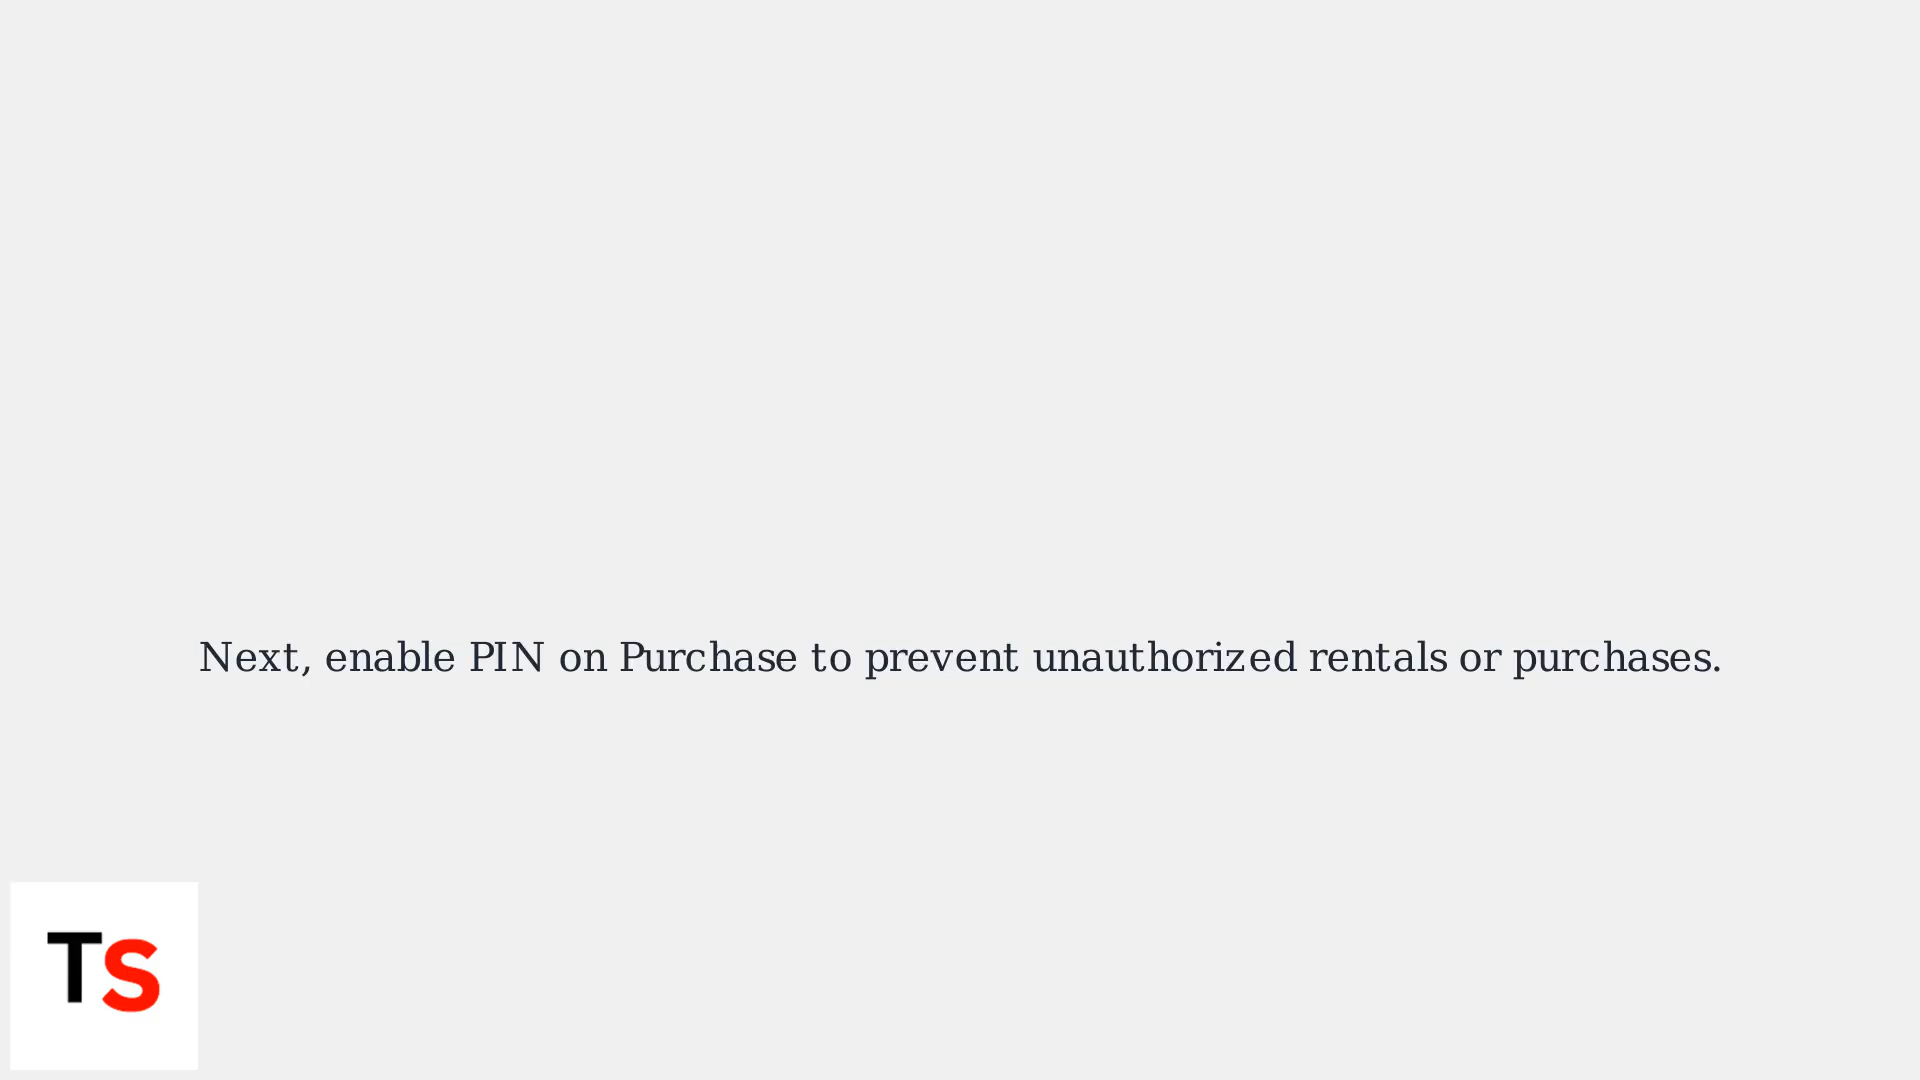 Next, enable PIN on Purchase to prevent unauthorized rentals or purchases.
TS